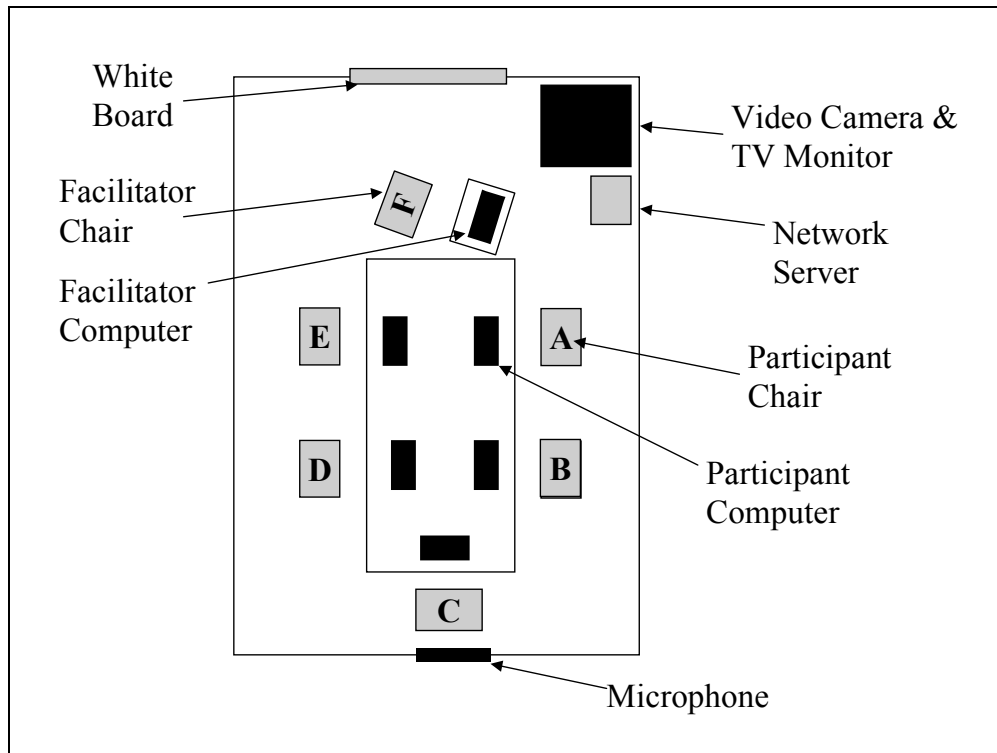 White
Board
Video Camera &
TV Monitor
Facilitator
Chair
F
Network
Server
Facilitator
Computer
E
A
Participant
Chair
D
B
Participant
Computer
C
Microphone